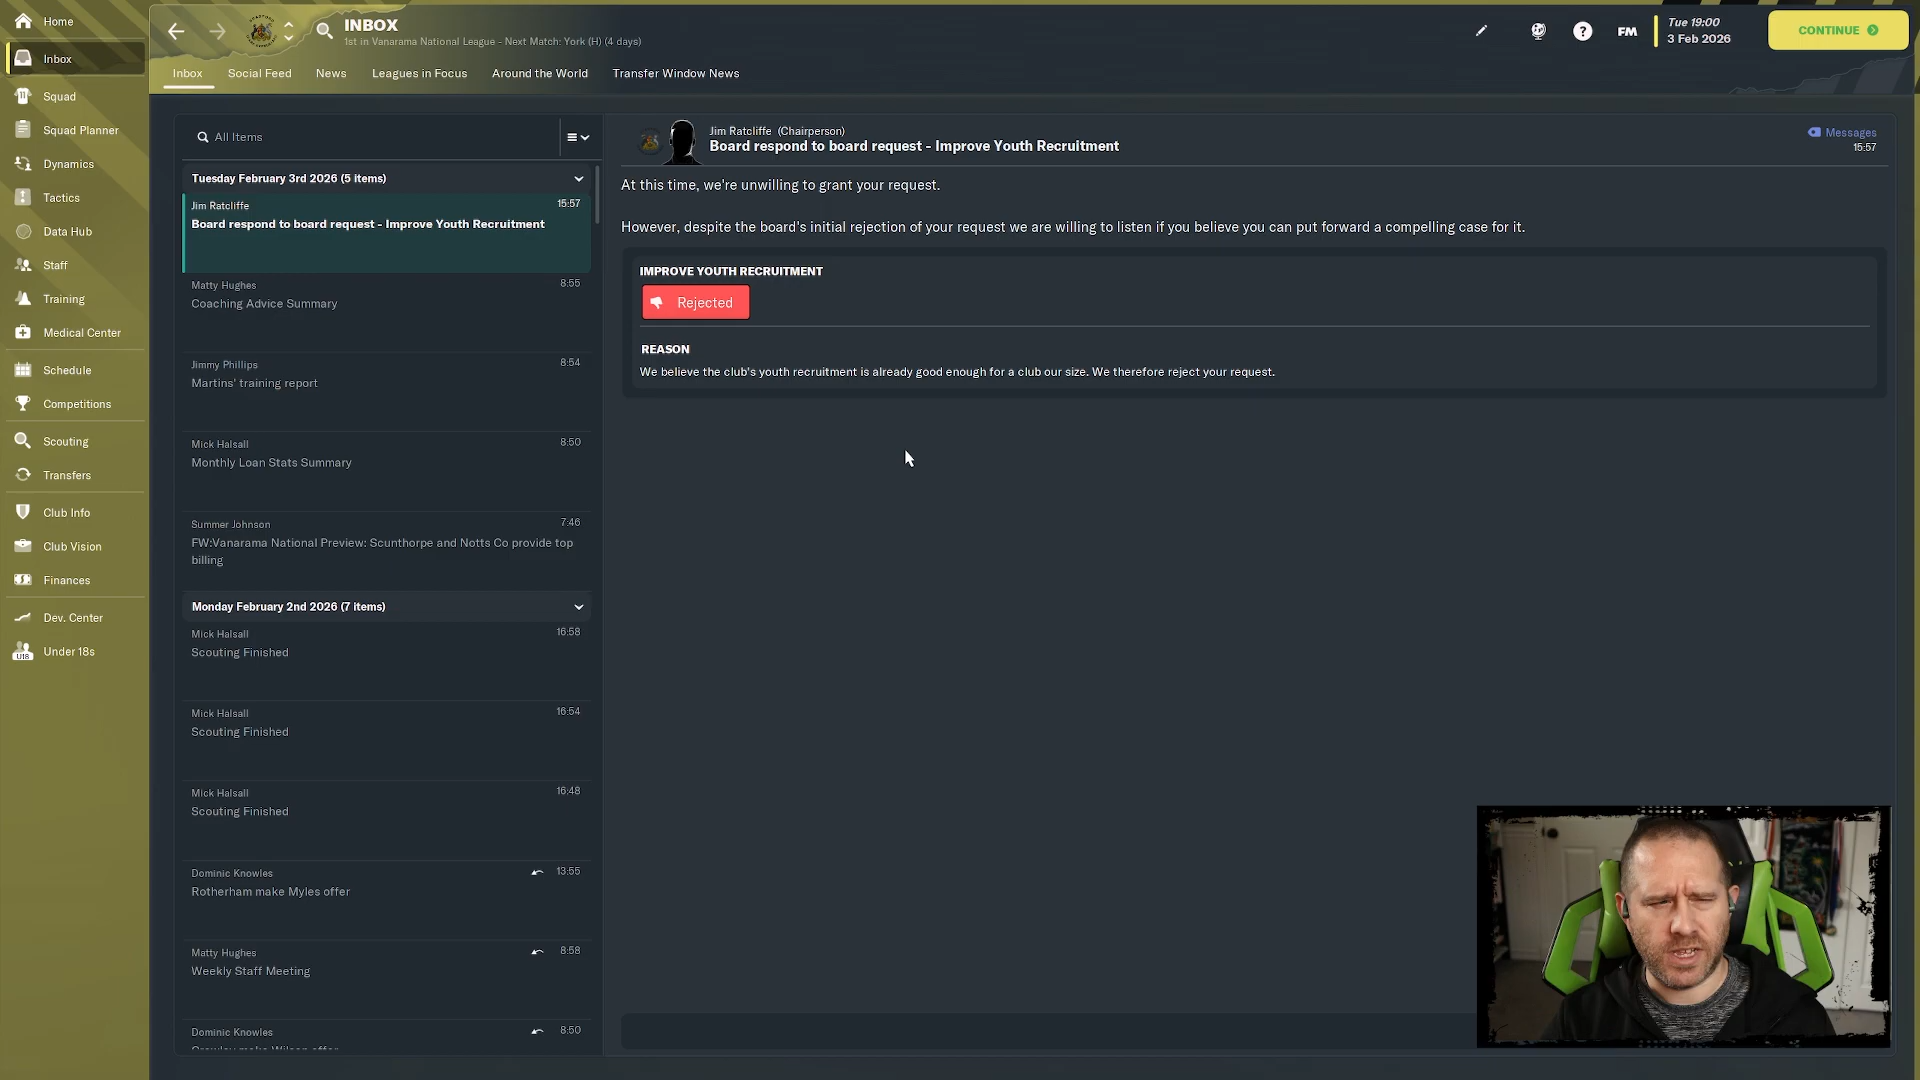 Home
Inbox
Squad
Squad Planner
Dynamics
Tactics
Data Hub
Staff
Training
Medical Center
Schedule
Competitions
Scouting
Transfers
Club Info
Club Vision
Finances
Dev. Center
U18
Under 18s
INBOX
1st in Vanarama National League - Next Match: York (H) (4 days)
FM
Tue 19:00
3 Feb 2026
CONTINUE
Inbox
Social Feed
News
Leagues in Focus
Around the World
Transfer Window News
All Items
Tuesday February 3rd 2026 (5 items)
Jim Ratcliffe 15:57
Board respond to board request - Improve Youth Recruitment
Matty Hughes 8:55
Coaching Advice Summary
Jimmy Phillips 8:54
Martins' training report
Mick Halsall 8:50
Monthly Loan Stats Summary
Summer Johnson 7:46
FW:Vanarama National Preview: Scunthorpe and Notts Co provide top
billing
Monday February 2nd 2026 (7 items)
Mick Halsall 16:58
Scouting Finished
Mick Halsall 16:54
Scouting Finished
Mick Halsall 16:48
Scouting Finished
Dominic Knowles 13:55
Rotherham make Myles offer
Matty Hughes 8:58
Weekly Staff Meeting
Dominic Knowles 8:50
Jim Ratcliffe (Chairperson)
Board respond to board request - Improve Youth Recruitment
Messages
15:57
At this time, we're unwilling to grant your request.
However, despite the board's initial rejection of your request we are willing to listen if you believe you can put forward a compelling case for it.
IMPROVE YOUTH RECRUITMENT
Rejected
REASON
We believe the club's youth recruitment is already good enough for a club our size. We therefore reject your request.